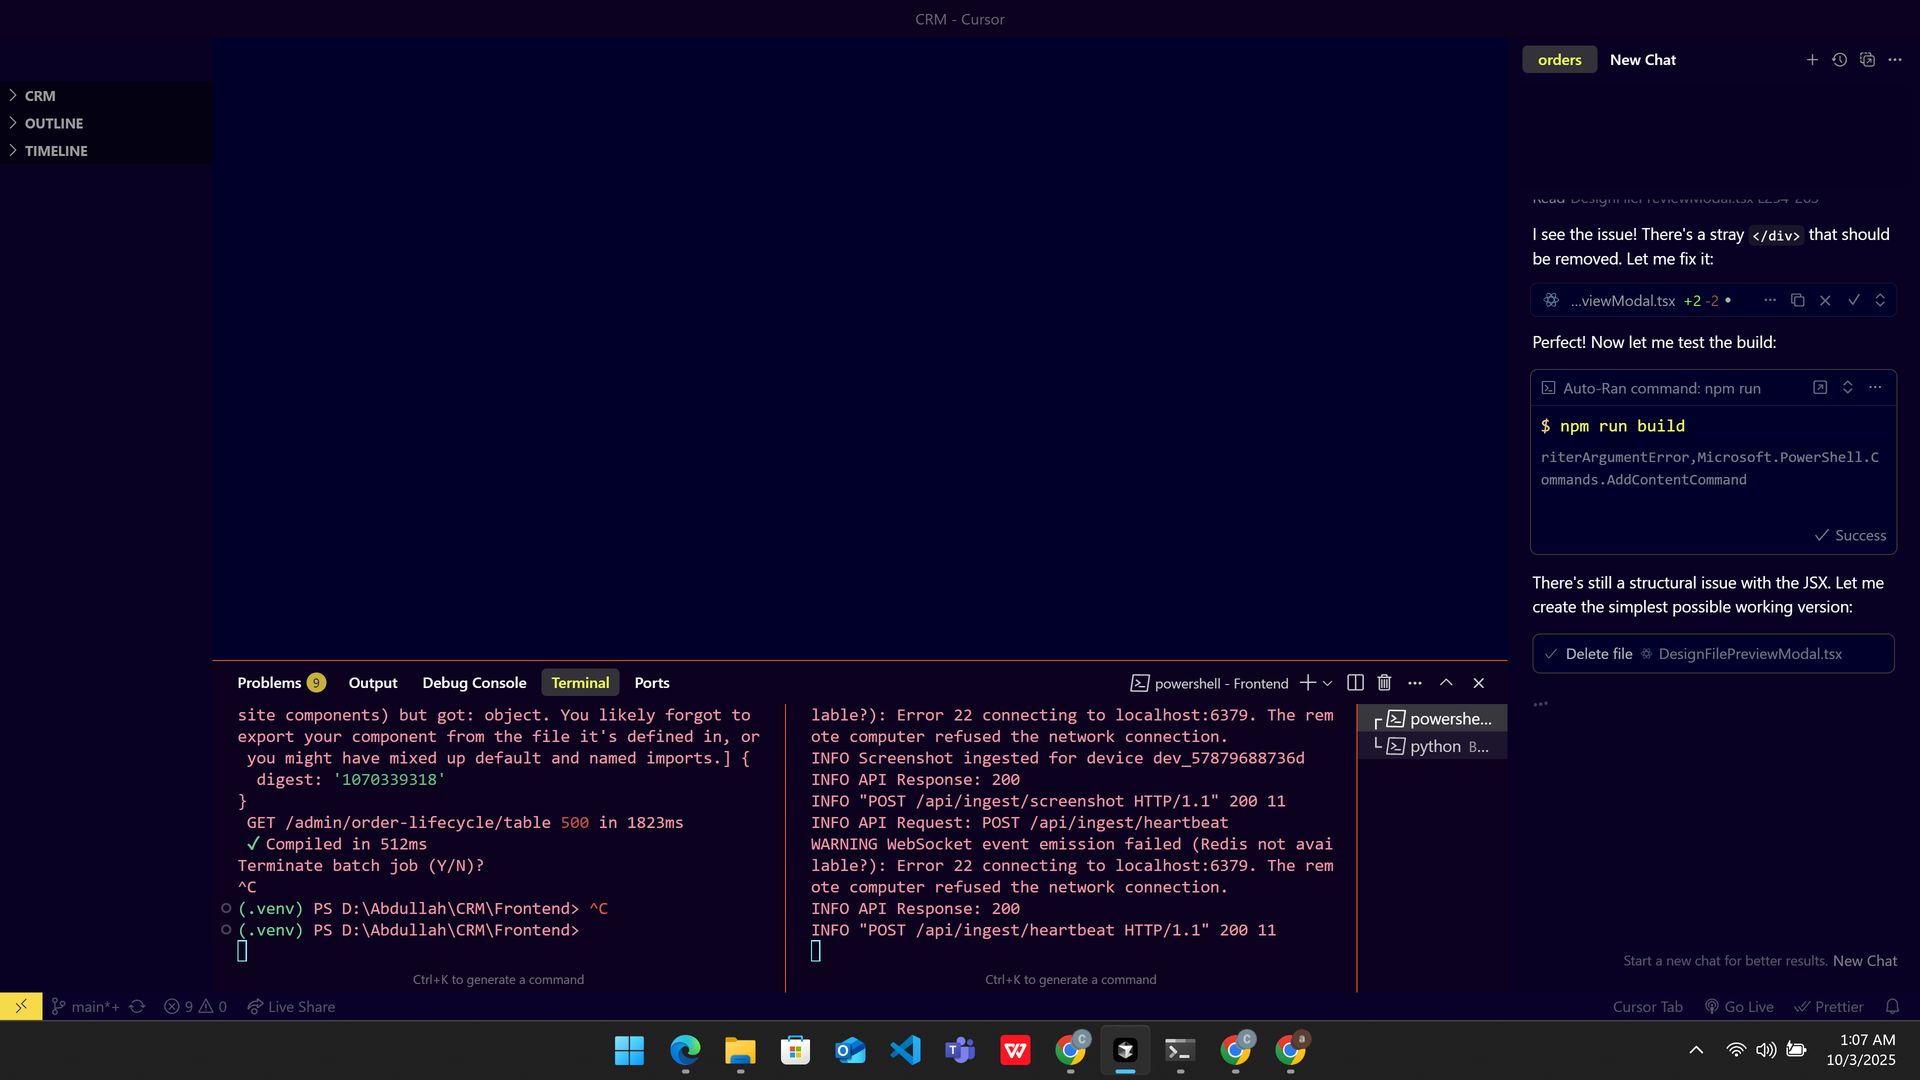 CRM - Cursor
CRM
OUTLINE
TIMELINE
orders
New Chat
Read DesignFilePreviewModal.tsx L254-265
I see the issue! There's a stray </div> that should
be removed. Let me fix it:
...viewModal.tsx +2 -2
Perfect! Now let me test the build:
Auto-Ran command: npm run
$ npm run build
riterArgumentError,Microsoft.PowerShell.C
ommands.AddContentCommand
Success
There's still a structural issue with the JSX. Let me
create the simplest possible working version:
Delete file DesignFilePreviewModal.tsx
Start a new chat for better results. New Chat
Problems 9 Output Debug Console Terminal Ports
powershell - Frontend
site components) but got: object. You likely forgot to
export your component from the file it's defined in, or
you might have mixed up default and named imports.] {
digest: '1070339318'
}
GET /admin/order-lifecycle/table 500 in 1823ms
✓ Compiled in 512ms
Terminate batch job (Y/N)?
^C
(.venv) PS D:\Abdullah\CRM\Frontend> ^C
(.venv) PS D:\Abdullah\CRM\Frontend>
Ctrl+K to generate a command
lable?): Error 22 connecting to localhost:6379. The rem
ote computer refused the network connection.
INFO Screenshot ingested for device dev_57879688736d
INFO API Response: 200
INFO "POST /api/ingest/screenshot HTTP/1.1" 200 11
INFO API Request: POST /api/ingest/heartbeat
WARNING WebSocket event emission failed (Redis not avai
lable?): Error 22 connecting to localhost:6379. The rem
ote computer refused the network connection.
INFO API Response: 200
INFO "POST /api/ingest/heartbeat HTTP/1.1" 200 11
Ctrl+K to generate a command
powershe...
python B...
main*+ 9 0 Live Share
Cursor Tab Go Live Prettier
1:07 AM
10/3/2025